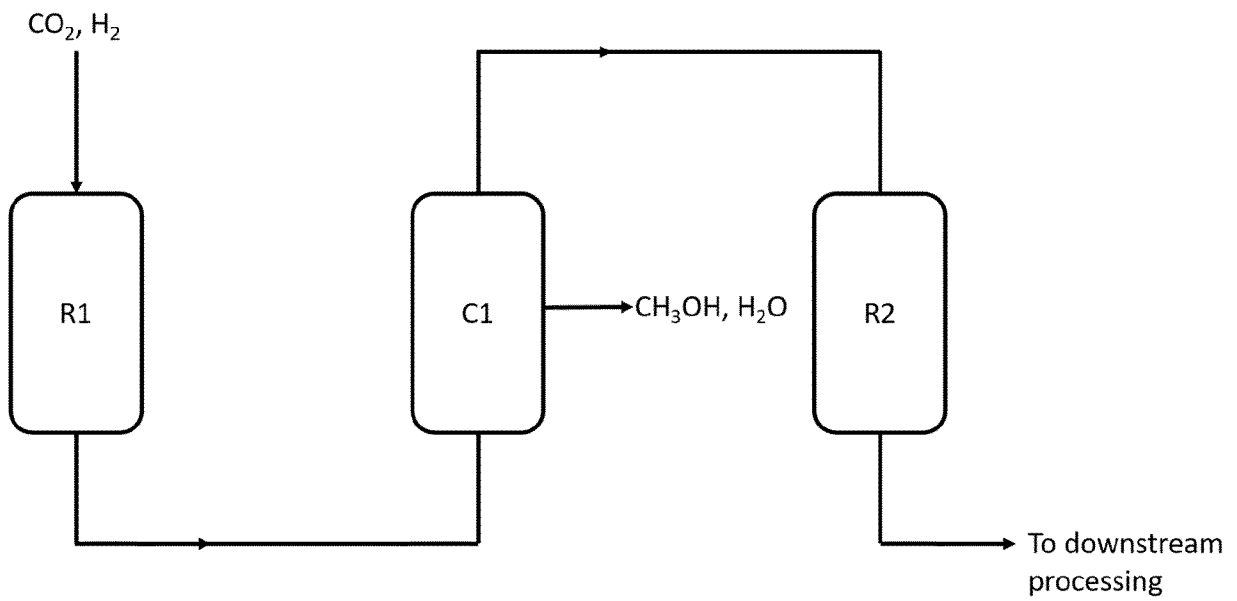 CO₂, H₂
R1
C1
CH₃OH, H₂O
R2
To downstream
processing